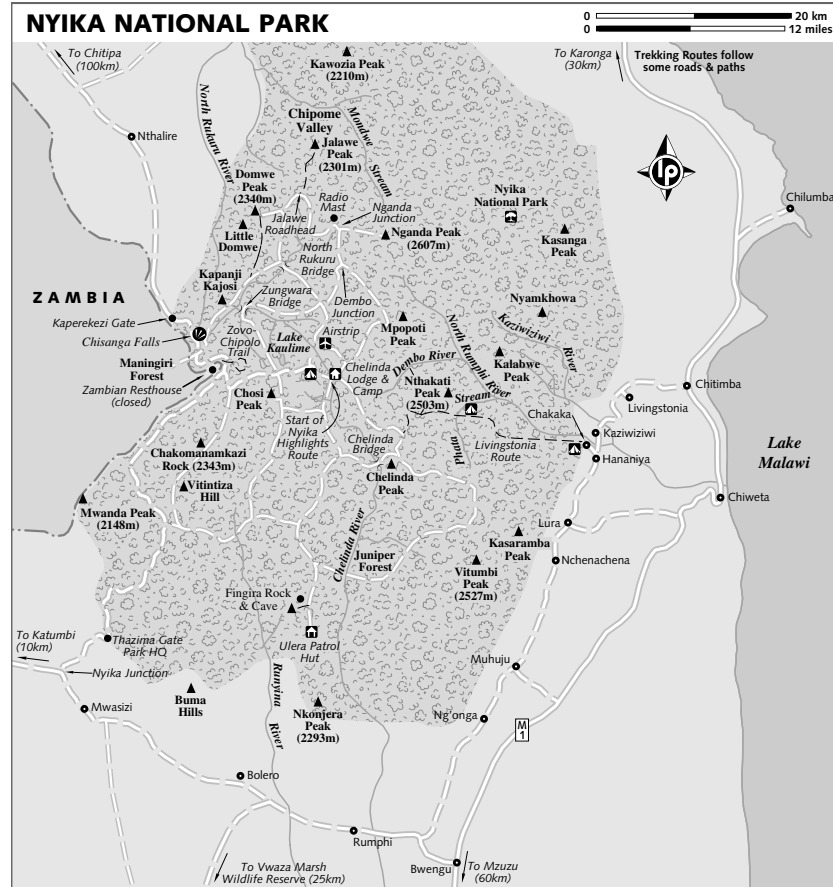 NYIKA NATIONAL PARK
0 20 km
0 12 miles
To Chitipa
(100km)
Kawozia Peak
(2210m)
To Karonga
(30km)
Trekking Routes follow
some roads & paths
North Rukuru River
Mondwe
Stream
Chipome
Valley
Jalawe
Peak
(2301m)
Nthalire
lp
Domwe
Peak
(2340m)
Radio
Mast
Nganda
Junction
Nyika
National Park
Chilumba
Jalawe
Roadhead
Little
Domwe
Nganda Peak
(2607m)
Kasanga
Peak
North
Rukuru
Bridge
Kapanji
Kajosi
Zungwara
Bridge
Dembo
Junction
Nyamkhowa
ZAMBIA
Kaperekezi Gate
Chisanga Falls
Zovo-
Chipolo
Trail
Lake
Kaulime
Airstrip
Mpopoti
Peak
North Rumphi River
Kaziwiziwi
River
Maningiri
Forest
Zambian Resthouse
(closed)
Chelinda
Lodge &
Camp
Dembo River
Kalabwe
Peak
Chosi
Peak
Nthakati
Peak
(2503m)
Stream
Phata
Chakaka
Livingstonia
Chitimba
Start of
Nyika
Highlights
Route
Chelinda
Bridge
Livingstonia
Route
Kaziwiziwi
Hananiya
Lake
Malawi
Chakomanamkazi
Rock (2343m)
Vitintiza
Hill
Chelinda
Peak
Mwanda Peak
(2148m)
Chiweta
Lura
Kasaramba
Peak
Chelinda River
Juniper
Forest
Nchenachena
Vitumbi
Peak
(2527m)
Fingira Rock
& Cave
To Katumbi
(10km)
Thazima Gate
Park HQ
Ulera Patrol
Hut
Nyika Junction
Runyina
River
Muhuju
Buma
Hills
Mwasizi
Nkonjera
Peak
(2293m)
Ng'onga
M
1
Bolero
Rumphi
Bwengu
To Vwaza Marsh
Wildlife Reserve (25km)
To Mzuzu
(60km)